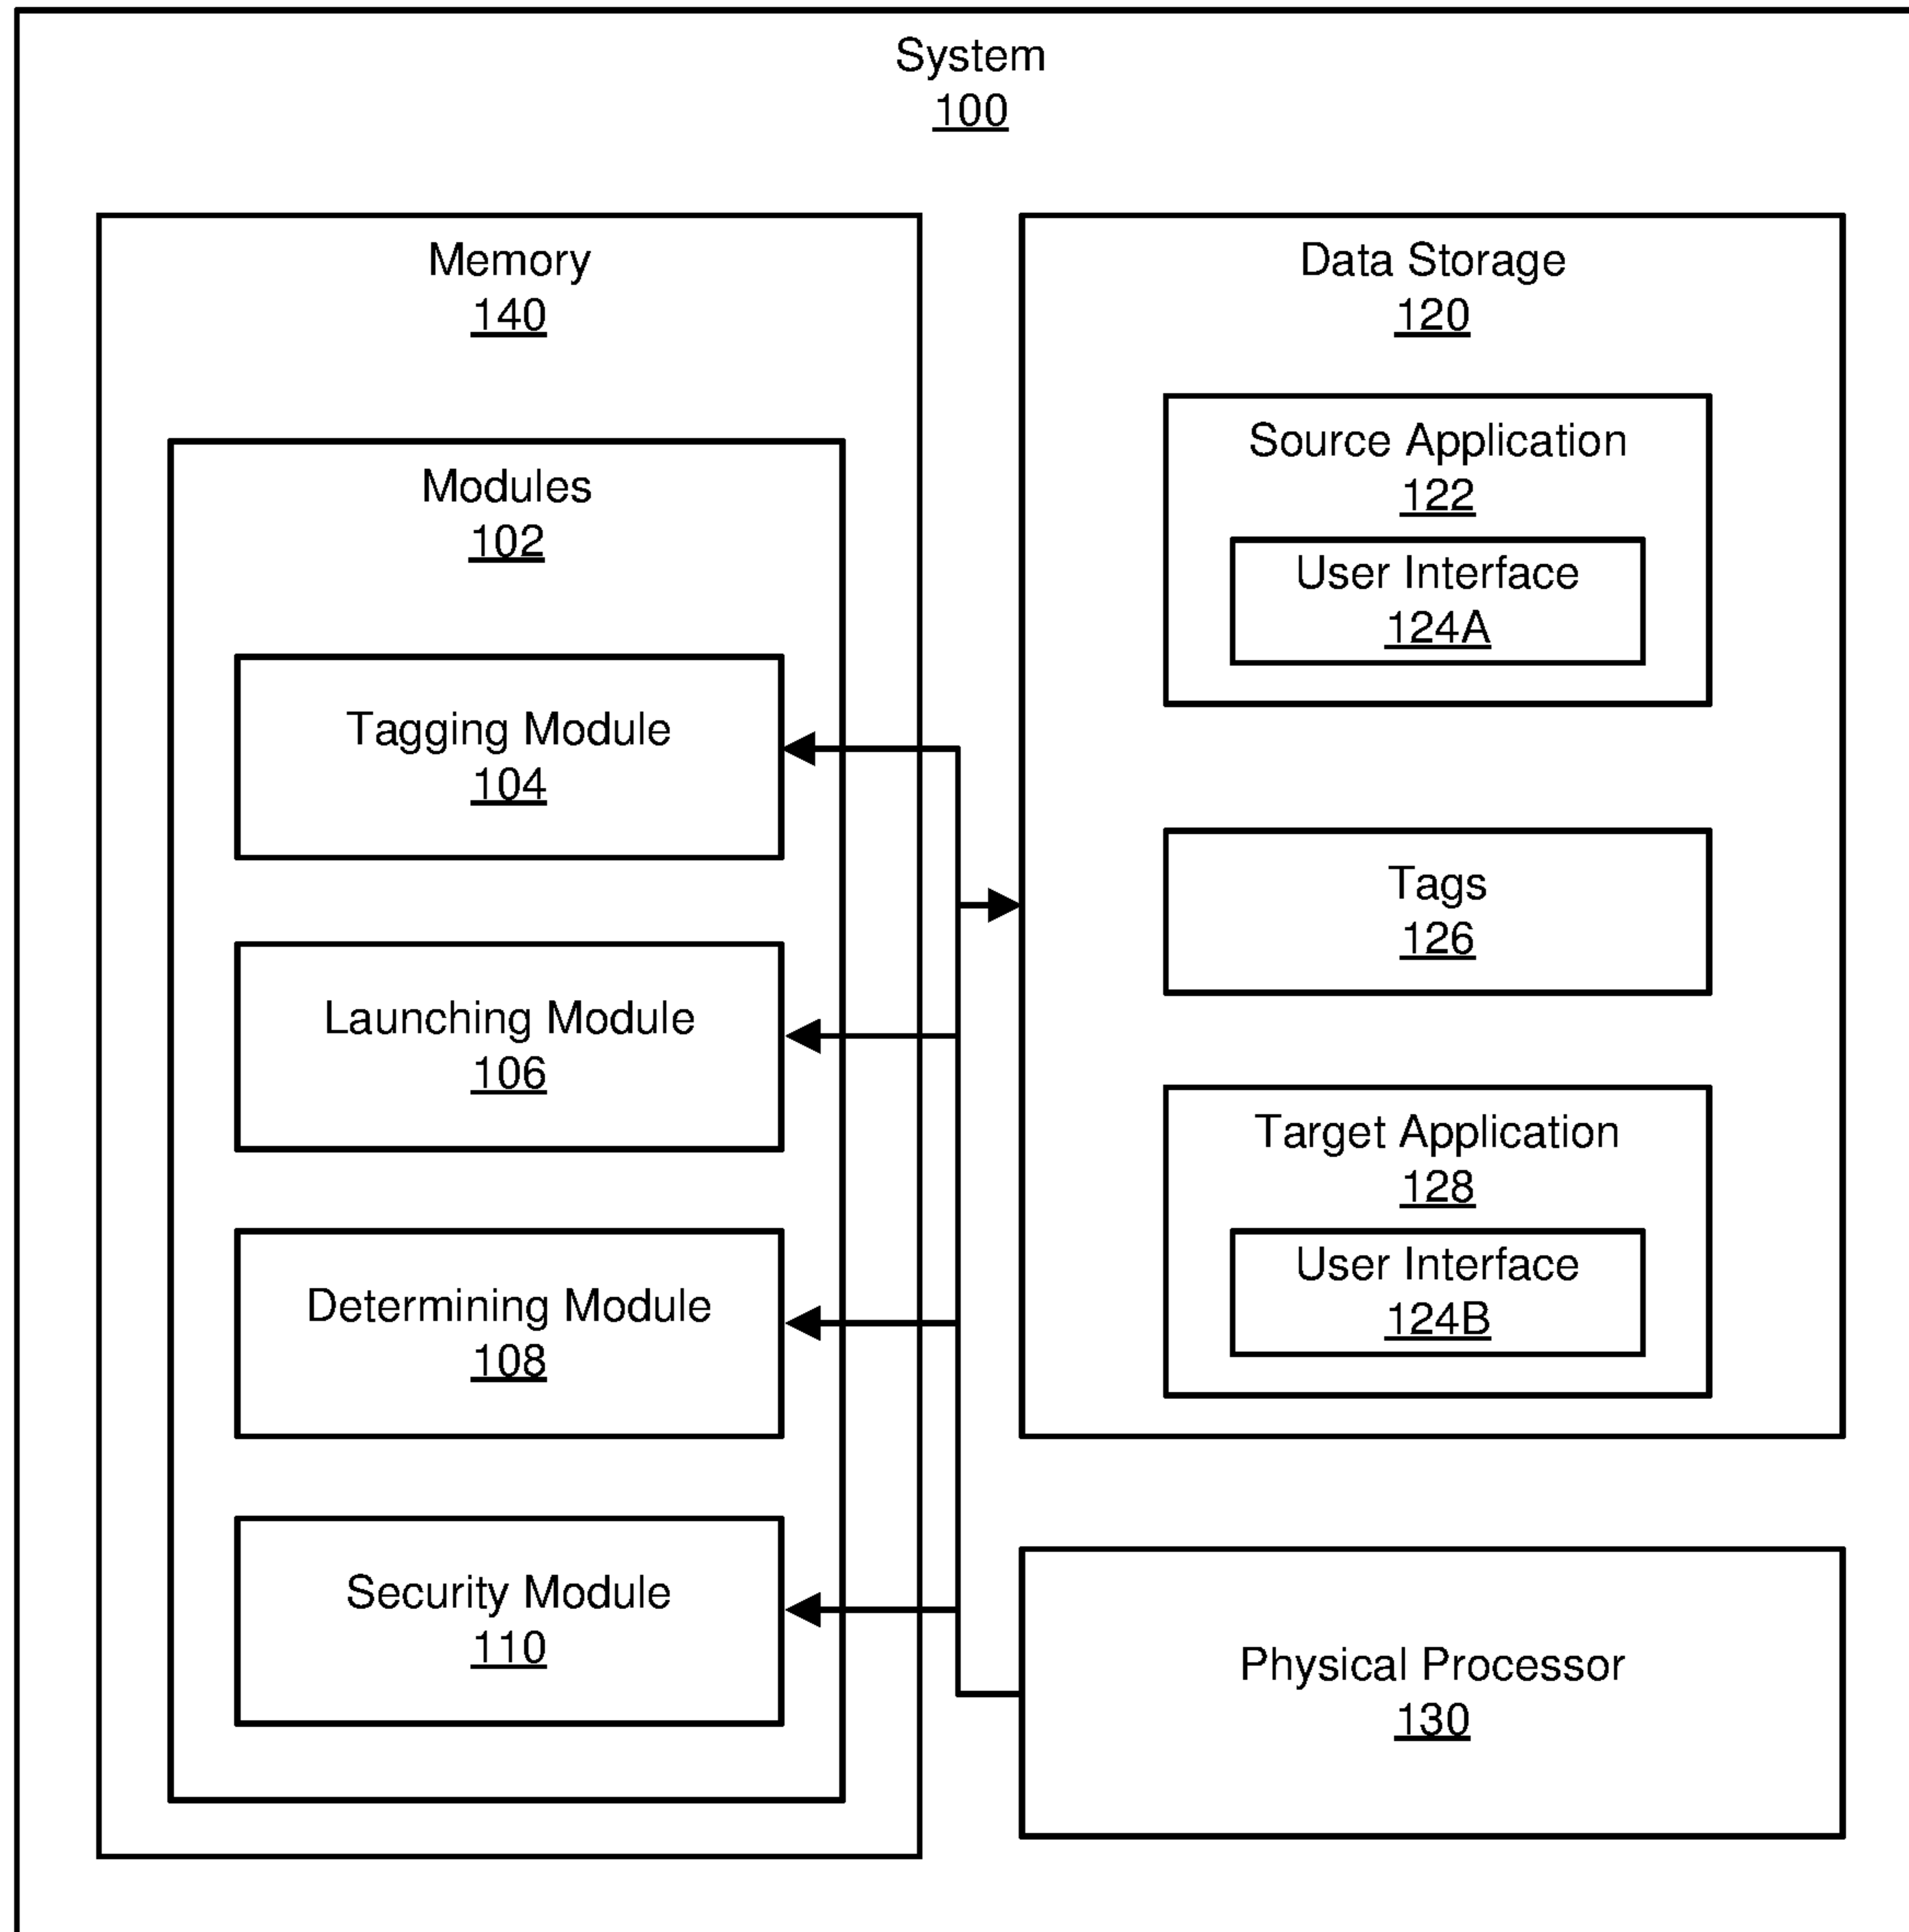 System
100
Memory
140
Modules
102
Tagging Module
104
Launching Module
106
Determining Module
108
Security Module
110
Data Storage
120
Source Application
122
User Interface
124A
Tags
126
Target Application
128
User Interface
124B
Physical Processor
130